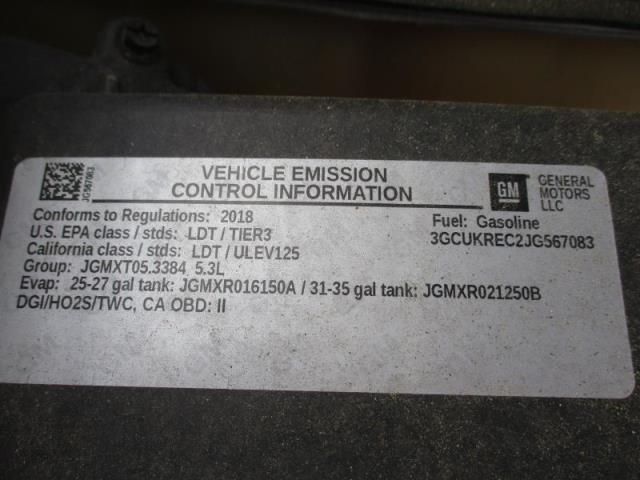 JG567083
VEHICLE EMISSION
CONTROL INFORMATION
GM
GENERAL
MOTORS
LLC
Conforms to Regulations: 2018
U.S. EPA class / stds: LDT / TIER3
California class / stds: LDT / ULEV125
Group: JGMXT05.3384 5.3L
Evap: 25-27 gal tank: JGMXR016150A / 31-35 gal tank: JGMXR021250B
DGI/HO2S/TWC, CA OBD: II
Fuel: Gasoline
3GCUKREC2JG567083